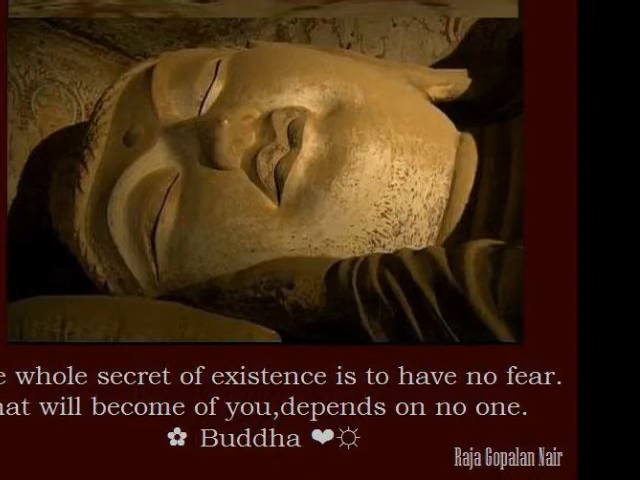 e whole secret of existence is to have no fear.
hat will become of you,depends on no one.
✿ Buddha ❤☼
Raja Gopalan Nair